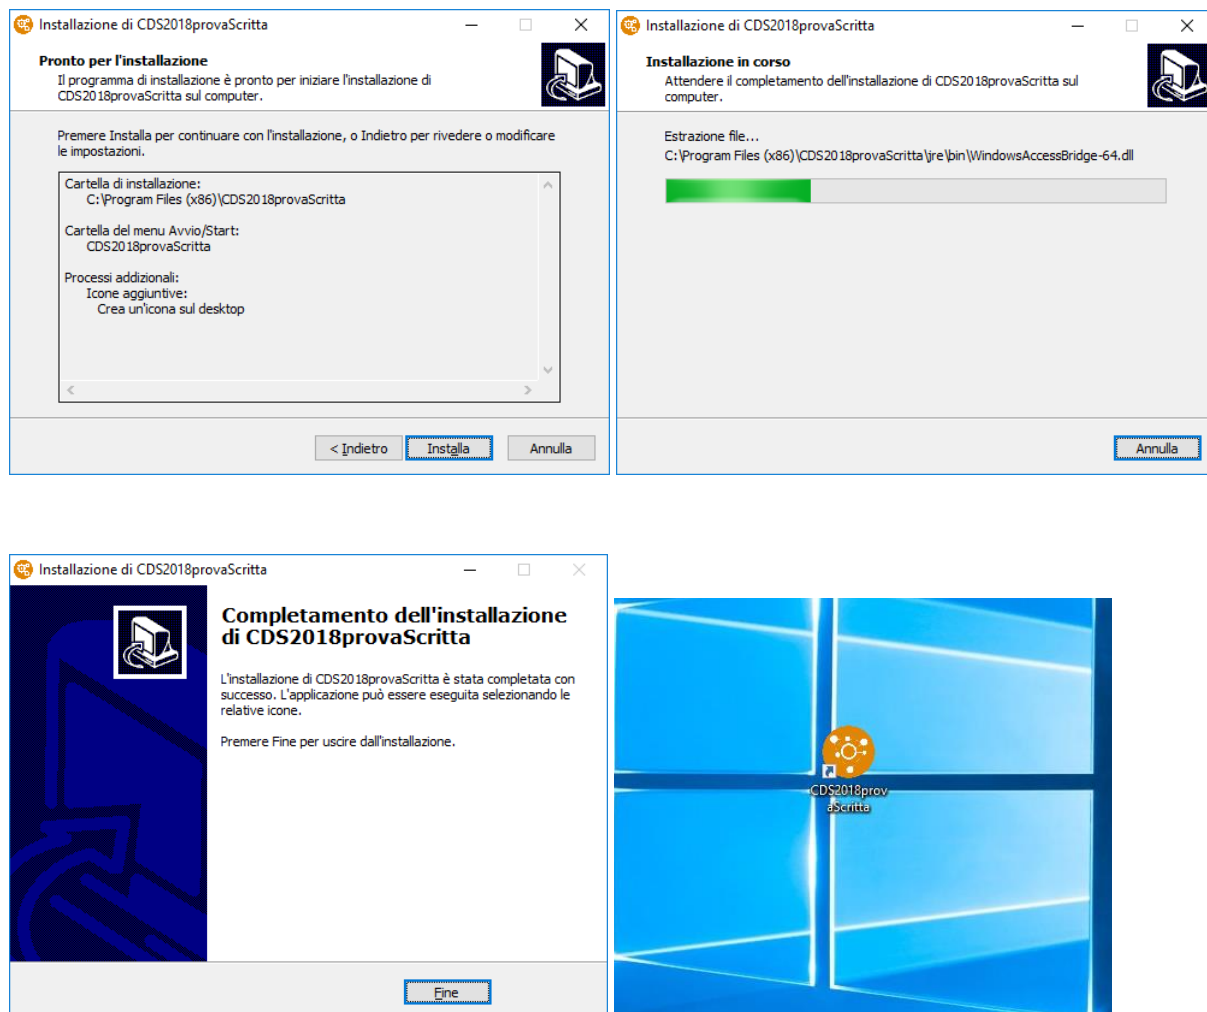 Installazione di CDS2018provaScritta
Pronto per l'installazione
Il programma di installazione è pronto per iniziare l'installazione di
CDS2018provaScritta sul computer.
Premere Installa per continuare con l'installazione, o Indietro per rivedere o modificare
le impostazioni.
Cartella di installazione:
C:\Program Files (x86)\CDS2018provaScritta
Cartella del menu Avvio/Start:
CDS2018provaScritta
Processi addizionali:
Icone aggiuntive:
Crea un'icona sul desktop
< Indietro
Installa
Annulla
Installazione di CDS2018provaScritta
Installazione in corso
Attendere il completamento dell'installazione di CDS2018provaScritta sul
computer.
Estrazione file...
C:\Program Files (x86)\CDS2018provaScritta\jre\bin\WindowsAccessBridge-64.dll
Annulla
Installazione di CDS2018provaScritta
Completamento dell'installazione
di CDS2018provaScritta
L'installazione di CDS2018provaScritta è stata completata con
successo. L'applicazione può essere eseguita selezionando le
relative icone.
Premere Fine per uscire dall'installazione.
Fine
CDS2018prov
aScritta